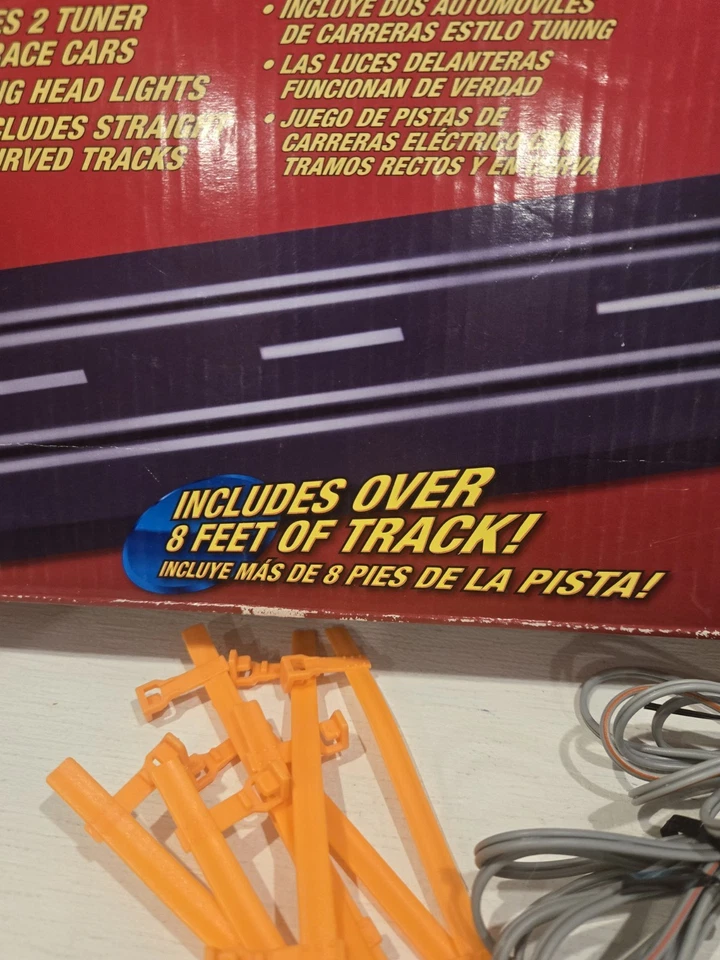 ES 2 TUNER
RACE CARS
NG HEAD LIGHTS
CLUDES STRAIGHT
URVED TRACKS
• INCLUYE DOS AUTOMÓVILES
DE CARRERAS ESTILO TUNING
• LAS LUCES DELANTERAS
FUNCIONAN DE VERDAD
• JUEGO DE PISTAS DE
CARRERAS ELÉCTRICO CON
TRAMOS RECTOS Y EN CURVA
INCLUDES OVER
8 FEET OF TRACK!
INCLUYE MÁS DE 8 PIES DE LA PISTA!